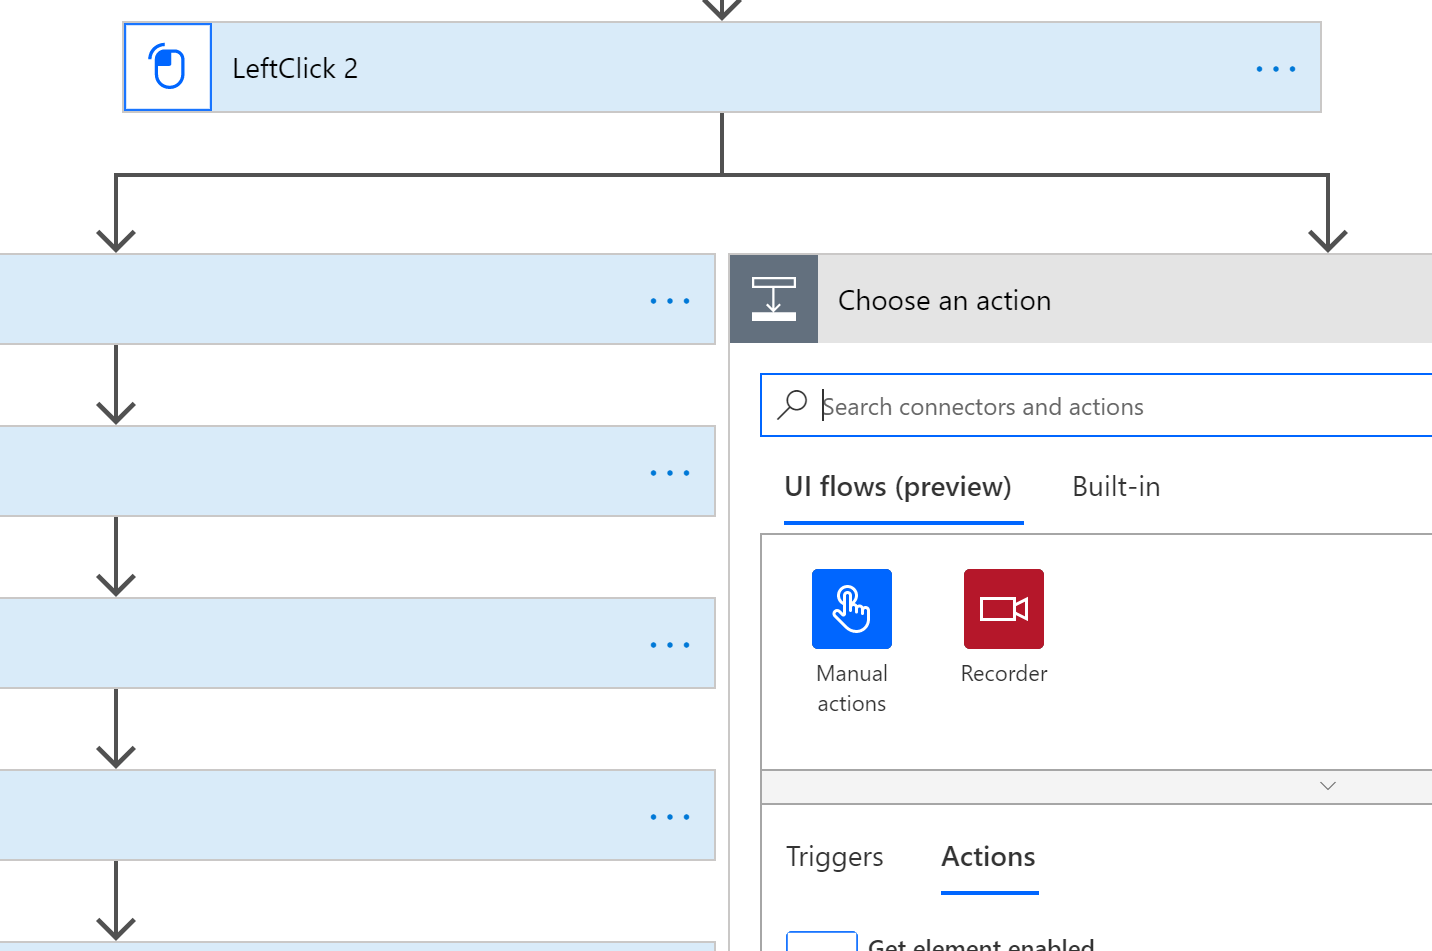 LeftClick 2
Choose an action
Search connectors and actions
UI flows (preview)
Built-in
Manual
actions
Recorder
Triggers
Actions
Get element enabled